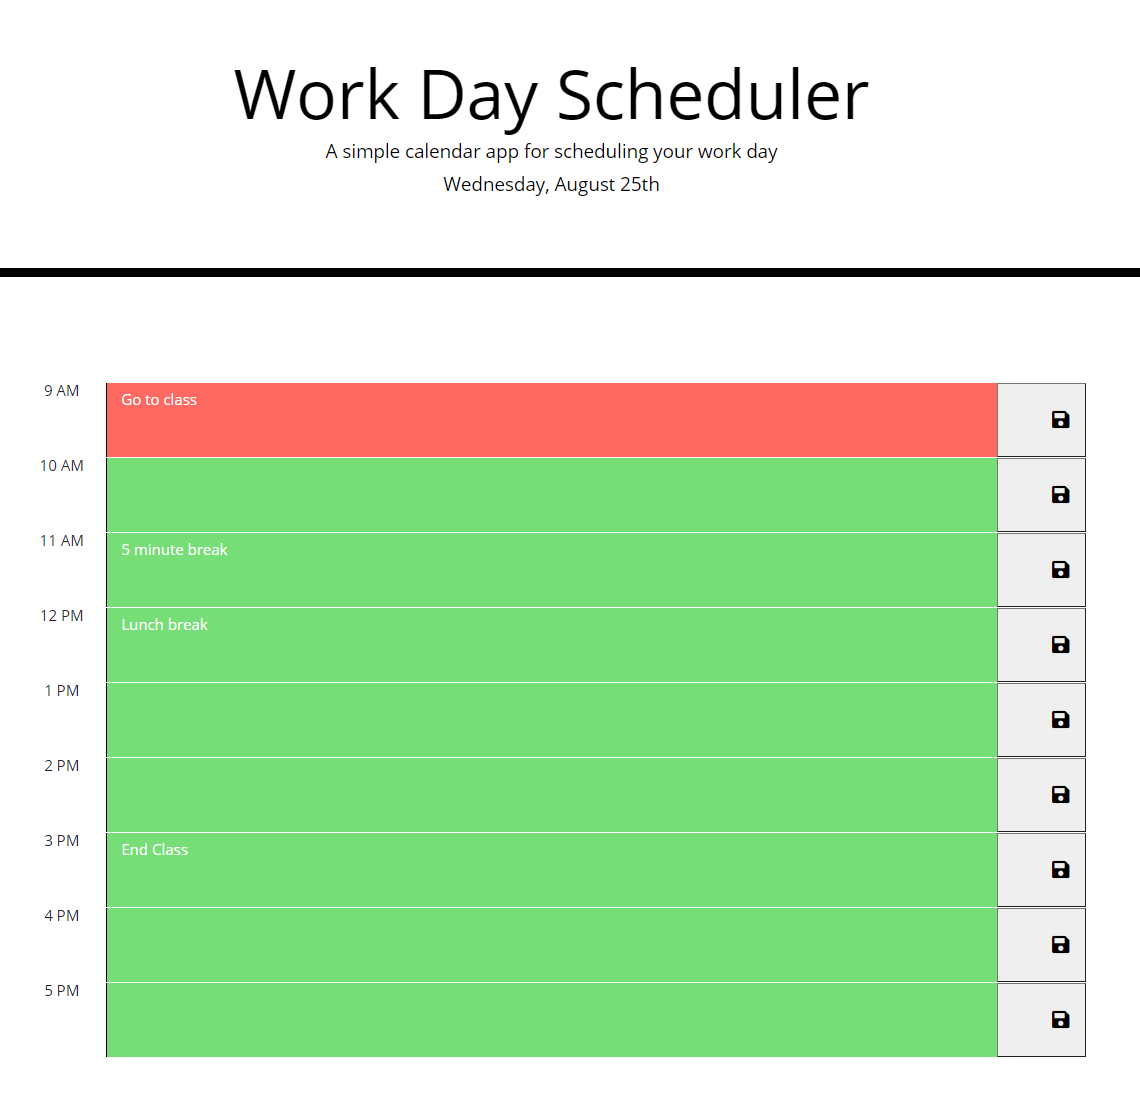 Work Day Scheduler
A simple calendar app for scheduling your work day
Wednesday, August 25th
9 AM
Go to class
10 AM
11 AM
5 minute break
12 PM
Lunch break
1 PM
2 PM
3 PM
End Class
4 PM
5 PM